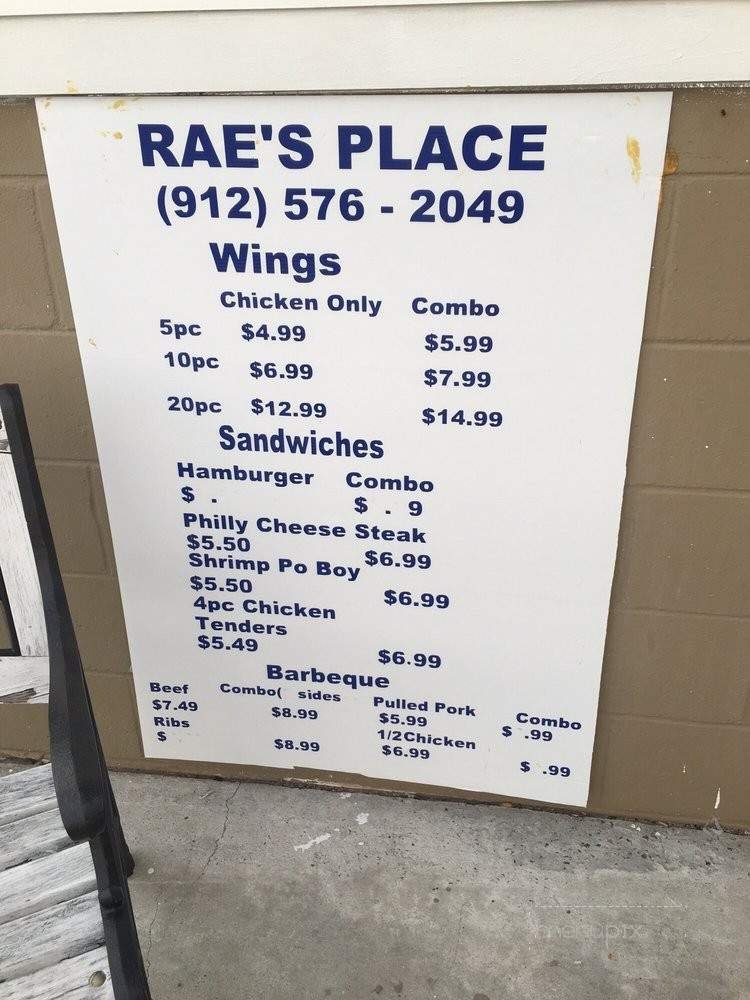 RAE'S PLACE
(912) 576 - 2049
Wings
Chicken Only Combo
5pc $4.99 $5.99
10pc $6.99 $7.99
20pc $12.99 $14.99
Sandwiches
Hamburger Combo
$ . $ . 9
Philly Cheese Steak
$5.50 $6.99
Shrimp Po Boy
$5.50 $6.99
4pc Chicken
Tenders
$5.49 $6.99
Barbeque
Beef Combo( sides Pulled Pork Combo
$7.49 $8.99 $5.99 $ .99
Ribs 1/2Chicken
$ $8.99 $6.99 $ .99
menupix